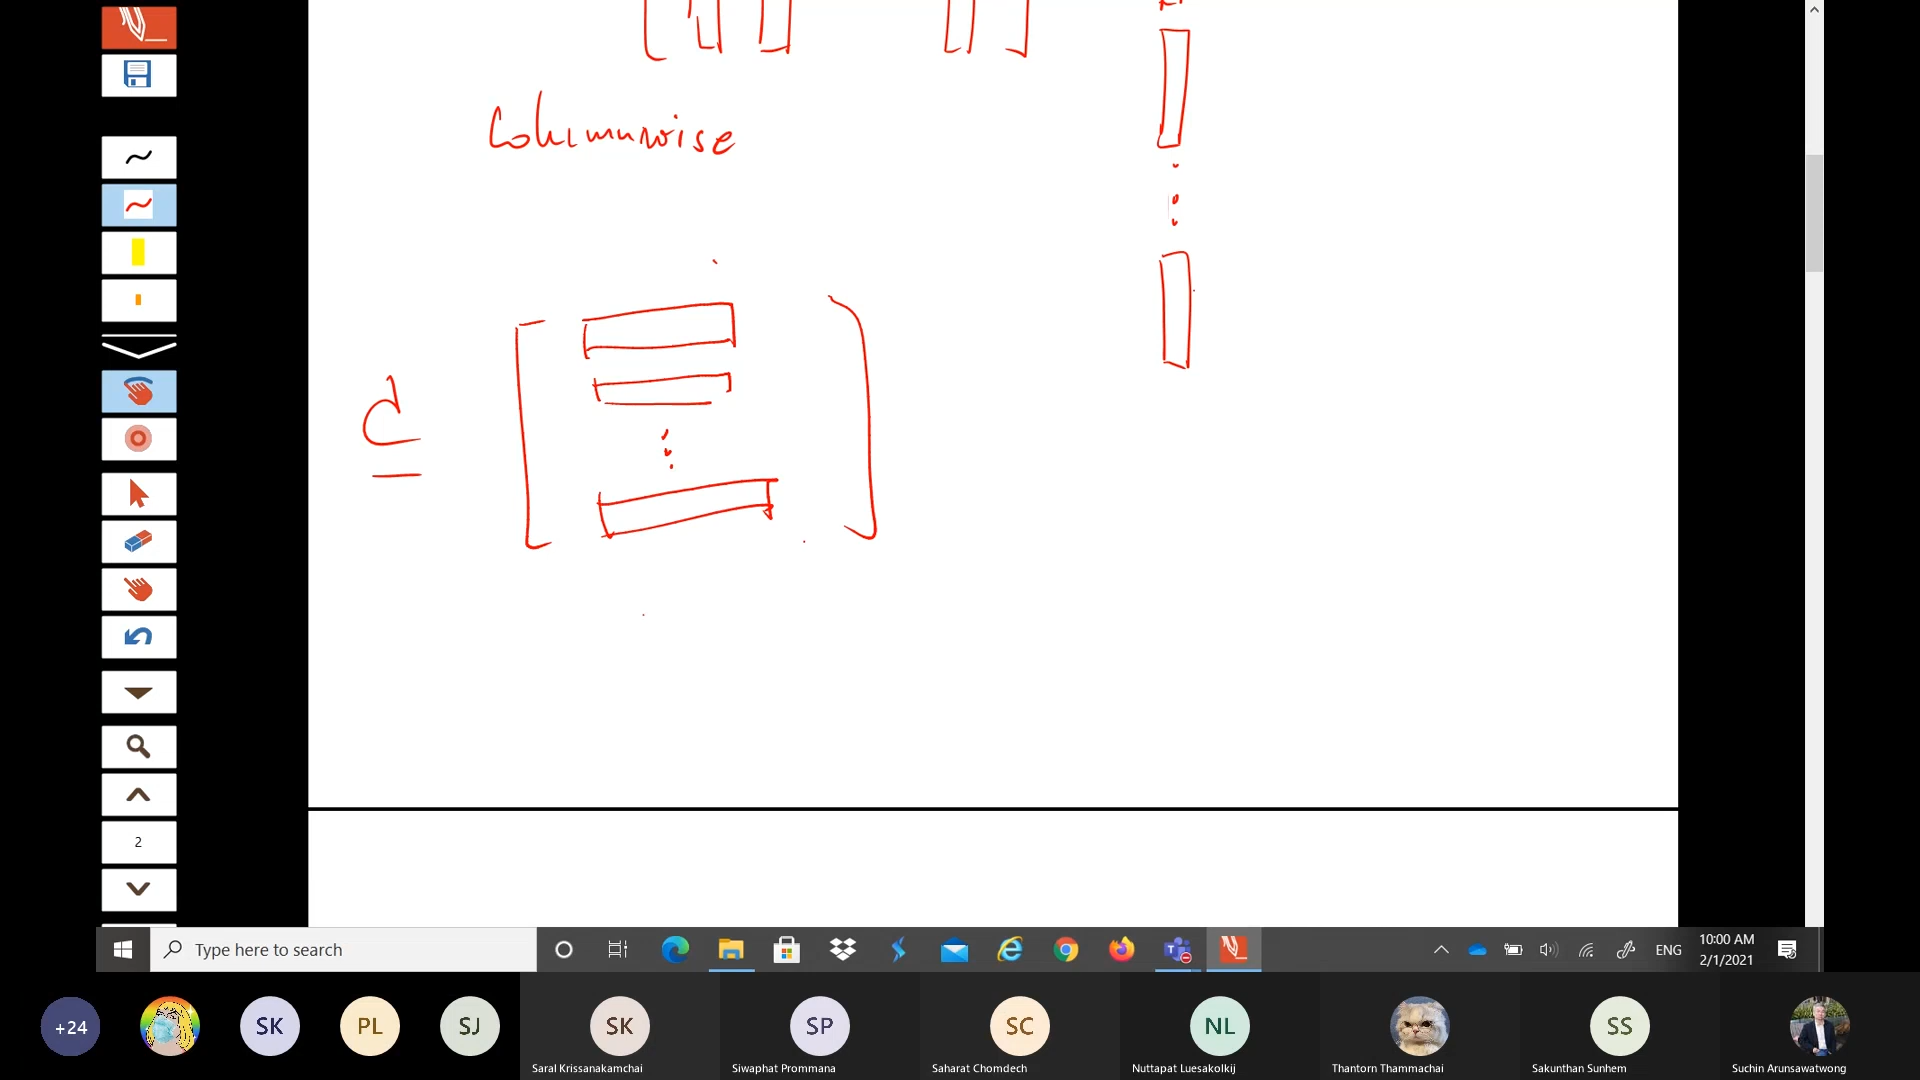 Columnwise
C
2
Type here to search
ENG
10:00 AM
2/1/2021
+24
SK
PL
SJ
SK
SP
SC
NL
SS
Saral Krissanakamchai
Siwaphat Prommana
Saharat Chomdech
Nuttapat Luesakolkij
Thantorn Thammachai
Sakunthan Sunhem
Suchin Arunsawatwong